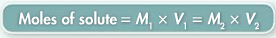 Moles of solute = M₁ × V₁ = M₂ × V₂